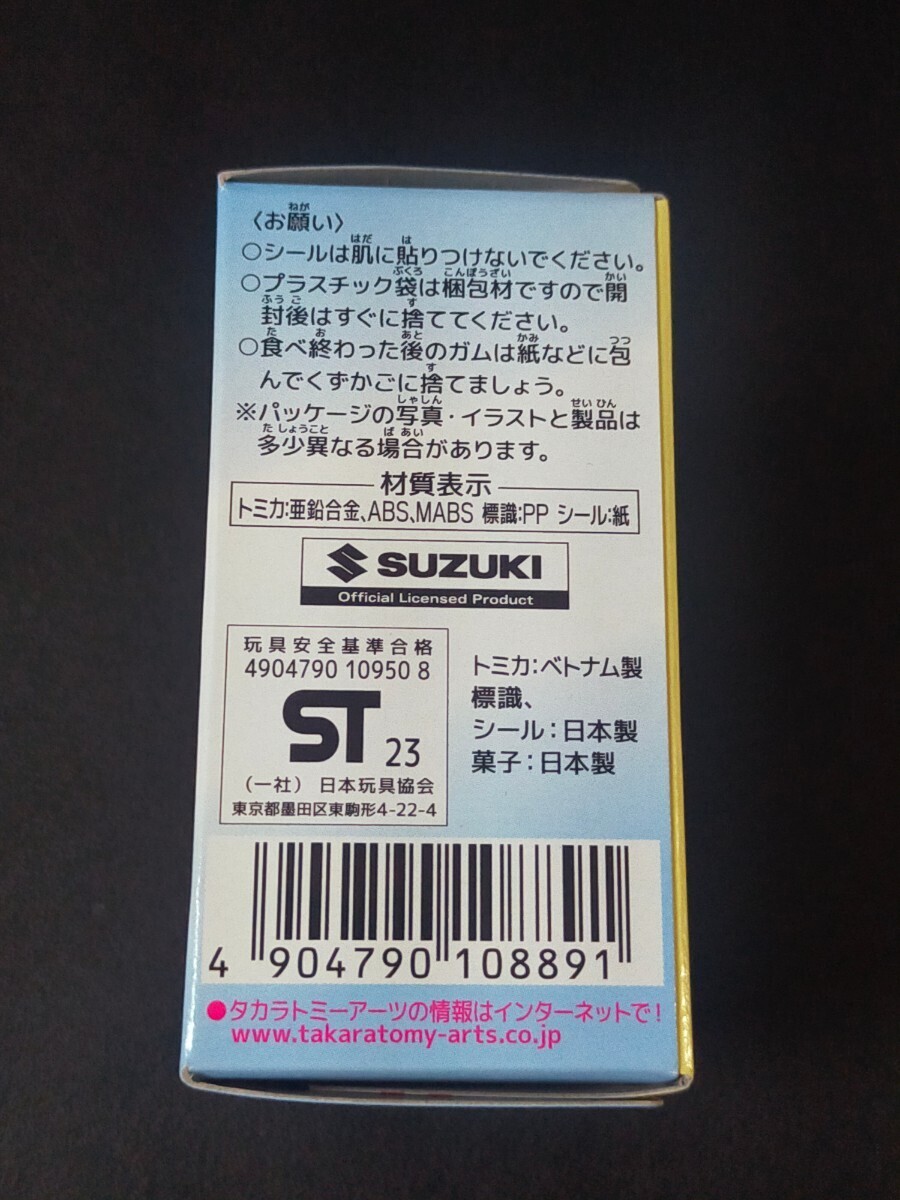 〈お願い〉
○シールは肌に貼りつけないでください。
○プラスチック袋は梱包材ですので開
封後はすぐに捨ててください。
○食べ終わった後のガムは紙などに包
んでくずかごに捨てましょう。
※パッケージの写真・イラストと製品は
多少異なる場合があります。
材質表示
トミカ:亜鉛合金、ABS、MABS 標識:PP シール:紙
SUZUKI
Official Licensed Product
玩具安全基準合格
4904790 10950 8
ST 23
(一社) 日本玩具協会
東京都墨田区東駒形4-22-4
トミカ:ベトナム製
標識、
シール:日本製
菓子:日本製
4 904790 108891
●タカラトミーアーツの情報はインターネットで!
www.takaratomy-arts.co.jp